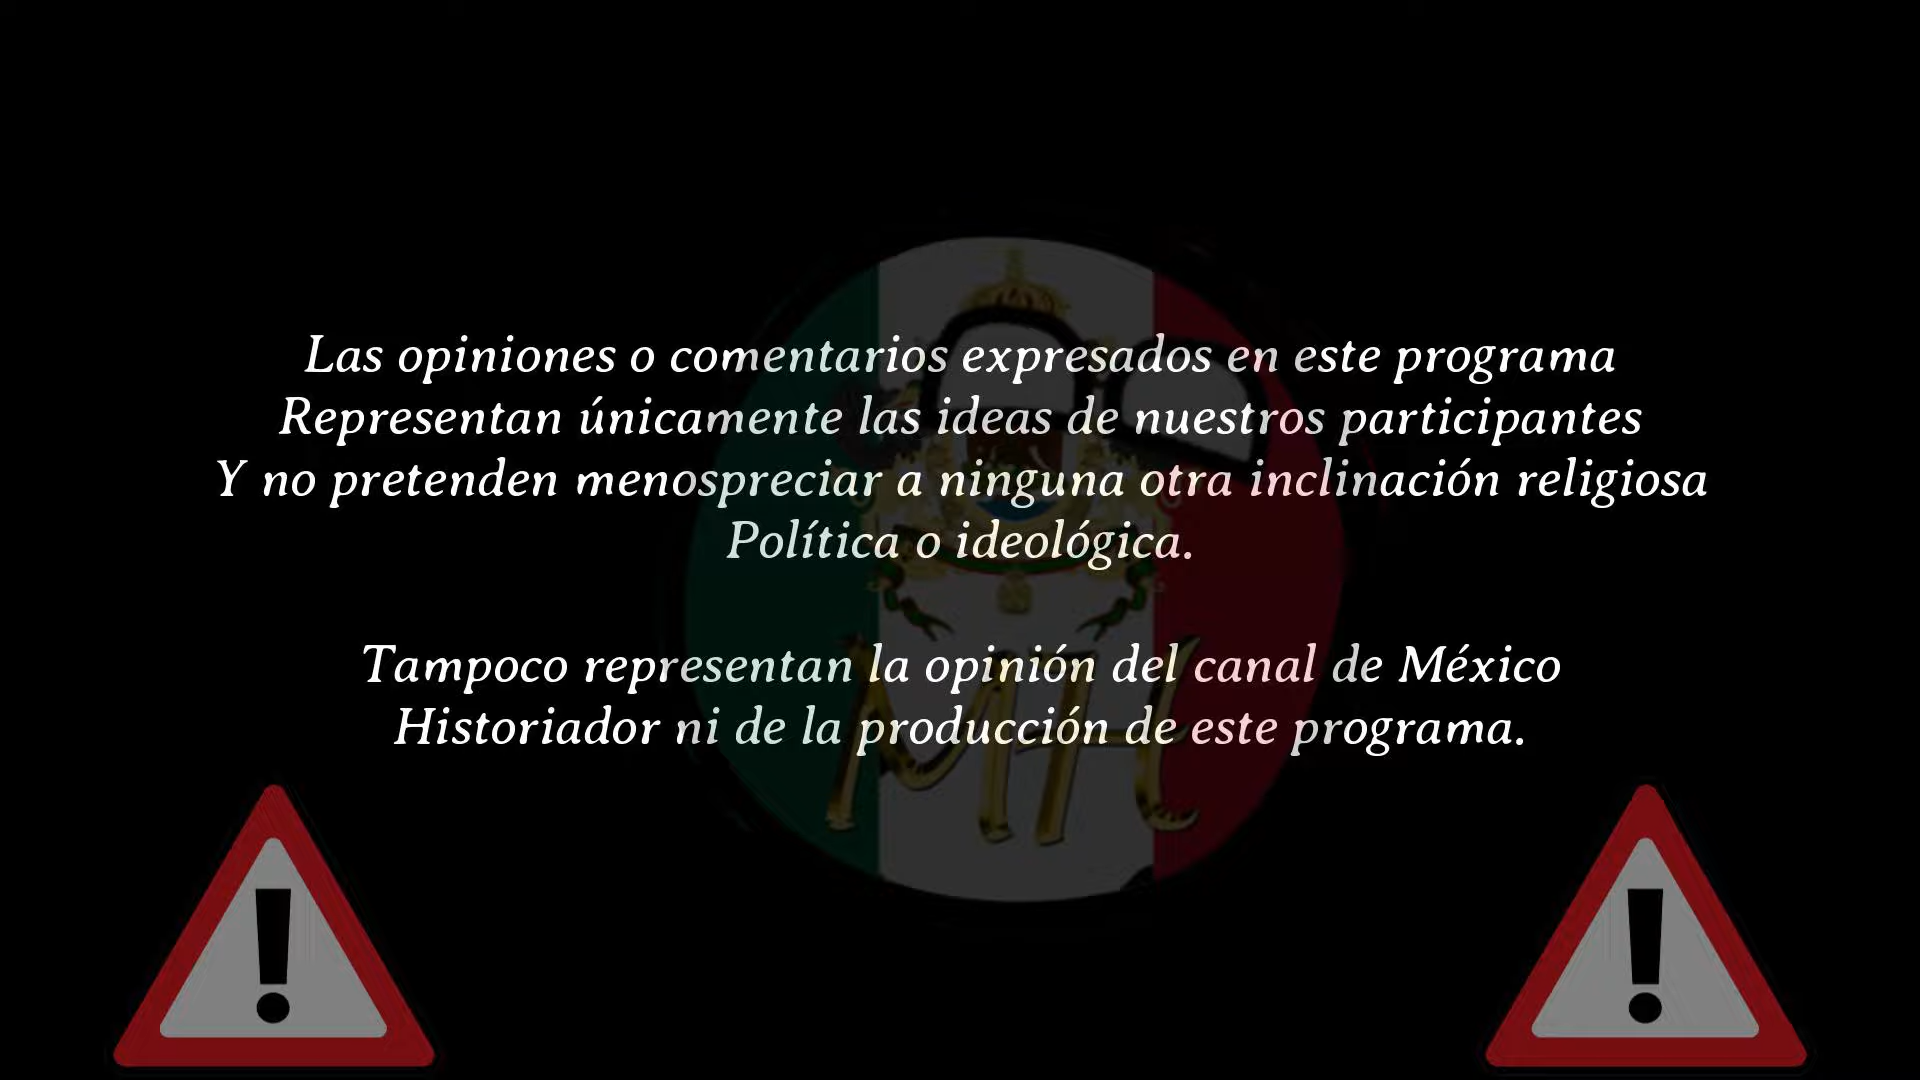 Las opiniones o comentarios expresados en este programa
Representan únicamente las ideas de nuestros participantes
Y no pretenden menospreciar a ninguna otra inclinación religiosa
Política o ideológica.
Tampoco representan la opinión del canal de México
Historiador ni de la producción de este programa.
MH